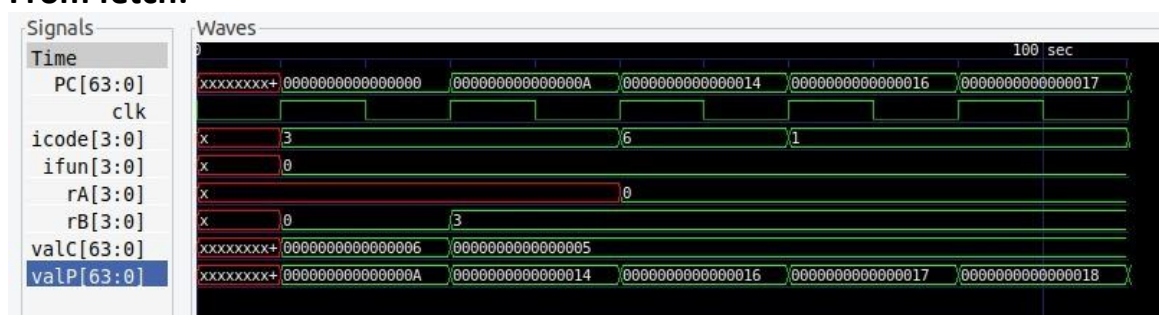 From fetch:
Signals Waves
Time 0 100 sec
PC[63:0] xxxxxxxx+ 0000000000000000 000000000000000A 0000000000000014 0000000000000016 0000000000000017
clk
icode[3:0] x 3 6 1
ifun[3:0] x 0
rA[3:0] x 0
rB[3:0] x 0 3
valC[63:0] xxxxxxxx+ 0000000000000006 0000000000000005
valP[63:0] xxxxxxxx+ 000000000000000A 0000000000000014 0000000000000016 0000000000000017 0000000000000018